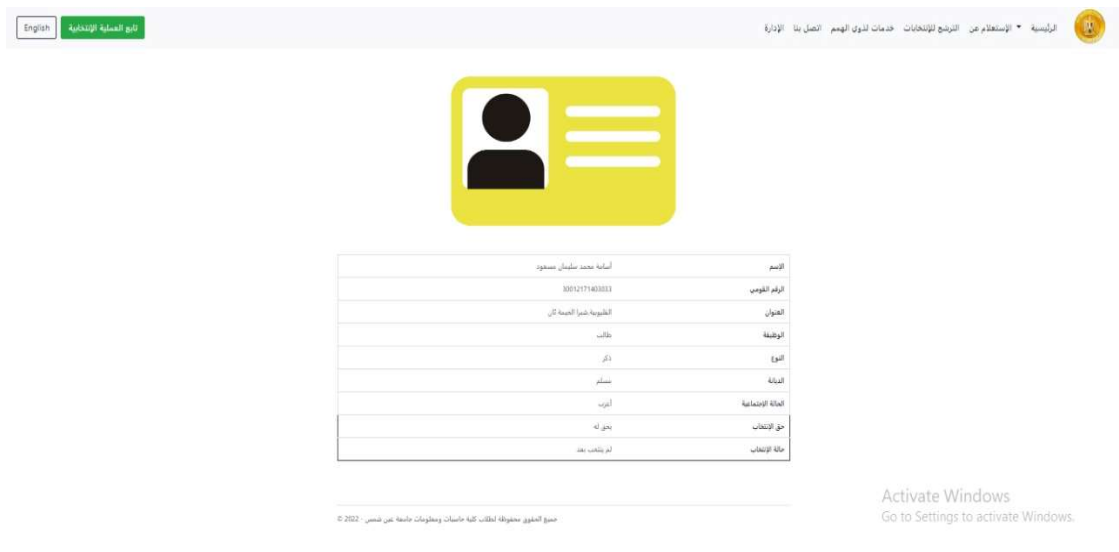 الرئيسية الإستعلام عن الترشح للإنتخابات خدمات لذوي الهمم اتصل بنا الإدارة تابع العملية الإنتخابية English
الإسم أسامة محمد سليمان مسعود
الرقم القومي 30012171403033
العنوان القليوبية,شبرا الخيمة ثان
الوظيفة طالب
النوع ذكر
الديانة مسلم
الحالة الإجتماعية أعزب
حق الإنتخاب يحق له
حالة الإنتخاب لم ينتخب بعد
جميع الحقوق محفوظة لطلاب كلية حاسبات ومعلومات جامعة عين شمس - 2022 ©
Activate Windows
Go to Settings to activate Windows.